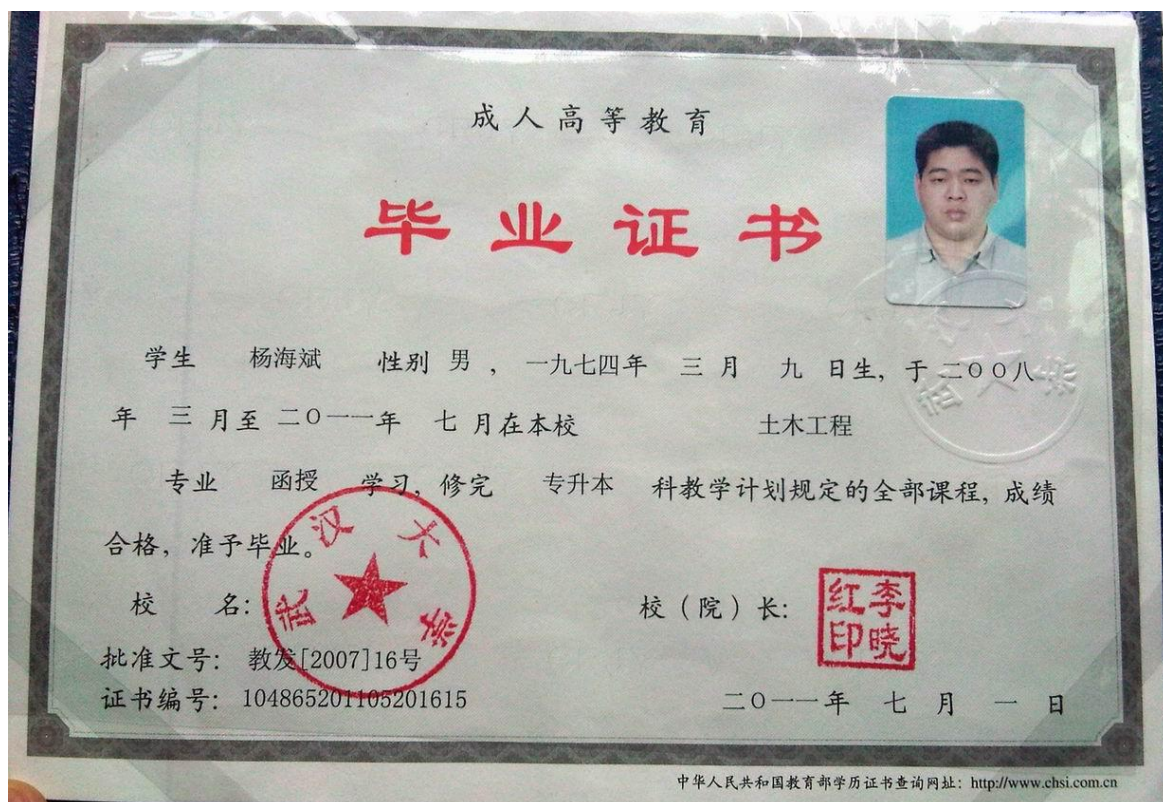 成人高等教育
毕业证书
学生 杨海斌 性别 男 ，一九七四年 三 月 九 日生，于 二〇〇八
年 三 月至 二〇一一年 七 月在本校 土木工程
专业 函授 学习，修完 专升本 科教学计划规定的全部课程，成绩
合格，准予毕业。
校 名：
武汉大学
校（院）长：
李晓红印
批准文号： 教发[2007]16号
证书编号： 104865201105201615
二〇一一年 七 月 一 日
中华人民共和国教育部学历证书查询网址：http://www.chsi.com.cn